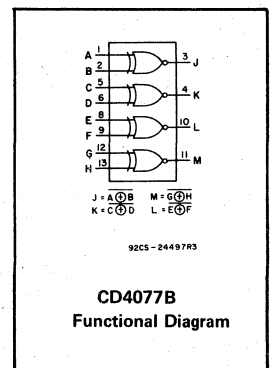 A 1
B 2
3 J
C 5
D 6
4 K
E 8
F 9
10 L
G 12
H 13
11 M
J = A⊕B M = G⊕H
K = C⊕D L = E⊕F
92CS-24497R3
CD4077B
Functional Diagram